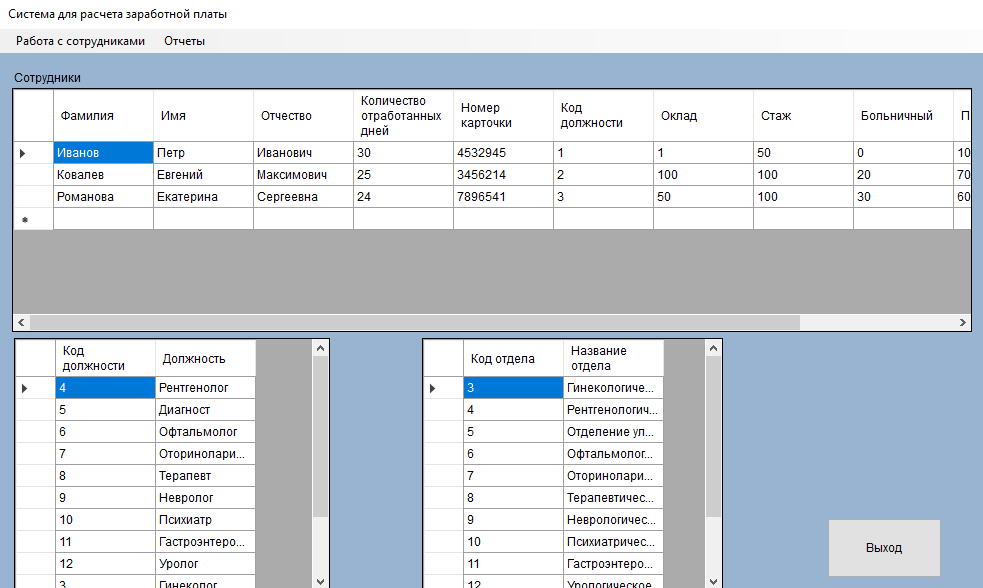 Система для расчета заработной платы
Работа с сотрудниками Отчеты
Сотрудники
Фамилия Имя Отчество Количество отработанных дней Номер карточки Код должности Оклад Стаж Больничный П
Иванов Петр Иванович 30 4532945 1 1 50 0 10
Ковалев Евгений Максимович 25 3456214 2 100 100 20 70
Романова Екатерина Сергеевна 24 7896541 3 50 100 30 60
Код должности Должность
4 Рентгенолог
5 Диагност
6 Офтальмолог
7 Оторинолари...
8 Терапевт
9 Невролог
10 Психиатр
11 Гастроэнтеро...
12 Уролог
3 Гинеколог
Код отдела Название отдела
3 Гинекологиче...
4 Рентгенологич...
5 Отделение ул...
6 Офтальмолог...
7 Оторинолари...
8 Терапевтичес...
9 Неврологичес...
10 Психиатричес...
11 Гастроэнтеро...
12 Урологическое
Выход